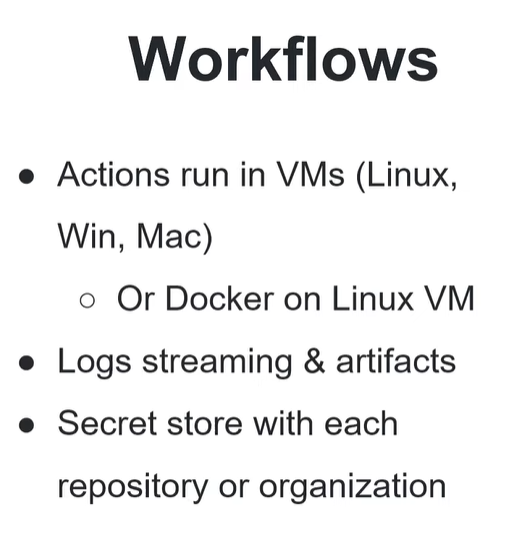 Workflows
● Actions run in VMs (Linux,
Win, Mac)
○ Or Docker on Linux VM
● Logs streaming & artifacts
● Secret store with each
repository or organization